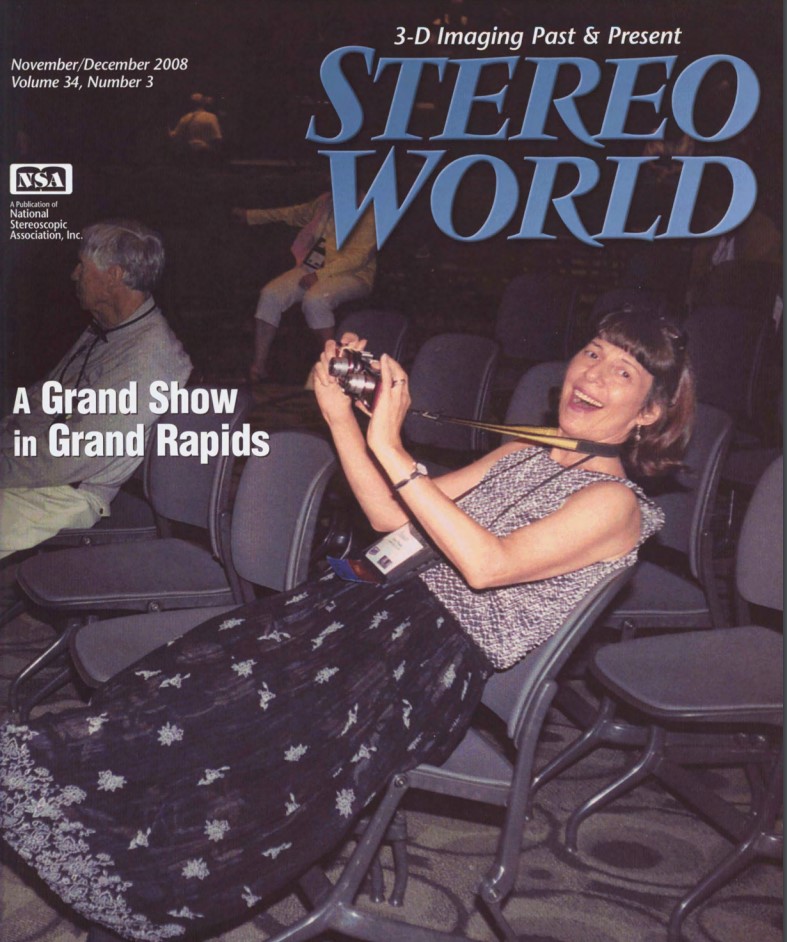 3-D Imaging Past & Present
November/December 2008
Volume 34, Number 3
STEREO
WORLD
NSA
A Publication of
National
Stereoscopic
Association, Inc.
A Grand Show
in Grand Rapids